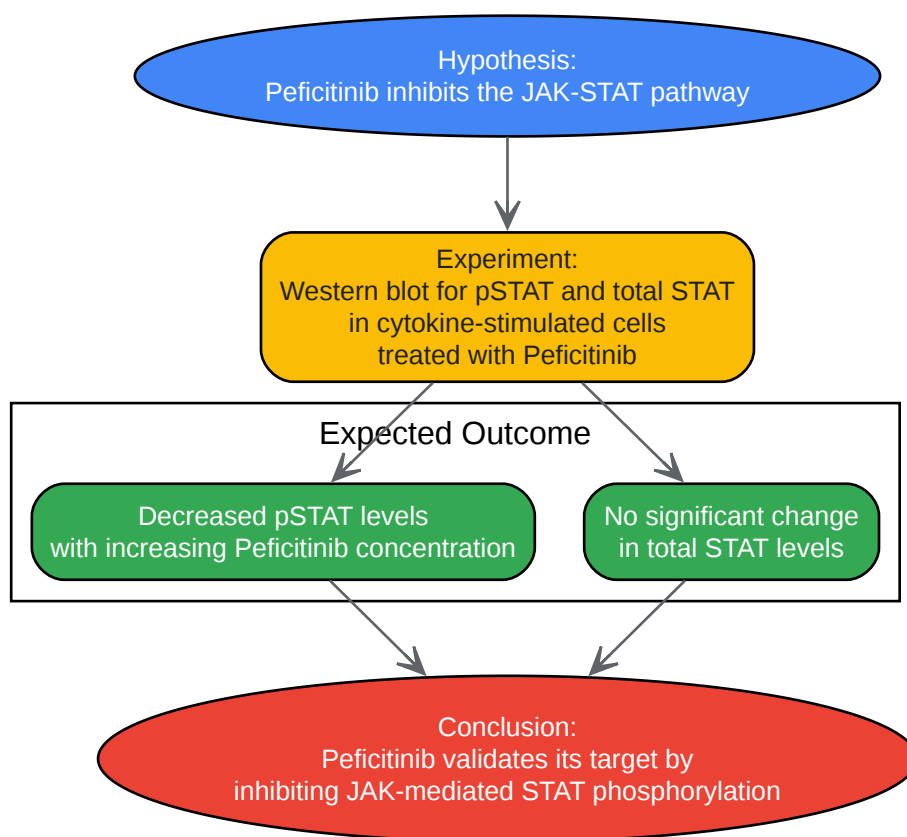 Hypothesis:
Peficitinib inhibits the JAK-STAT pathway
Experiment:
Western blot for pSTAT and total STAT
in cytokine-stimulated cells
treated with Peficitinib
Expected Outcome
Decreased pSTAT levels
with increasing Peficitinib concentration
No significant change
in total STAT levels
Conclusion:
Peficitinib validates its target by
inhibiting JAK-mediated STAT phosphorylation